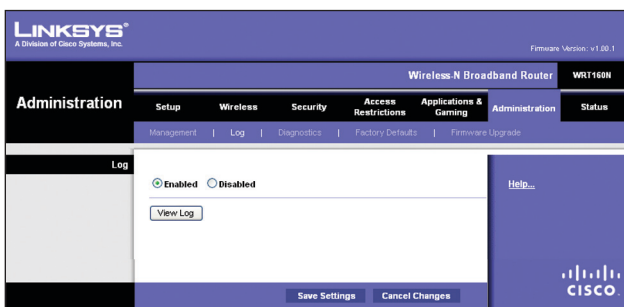 LINKSYS®
A Division of Cisco Systems, Inc.
Firmware Version: v1.00.1
Wireless-N Broadband Router WRT160N
Administration
Setup Wireless Security Access Restrictions Applications & Gaming Administration Status
Management | Log | Diagnostics | Factory Defaults | Firmware Upgrade
Log
Enabled Disabled
Help...
View Log
Save Settings Cancel Changes
CISCO.